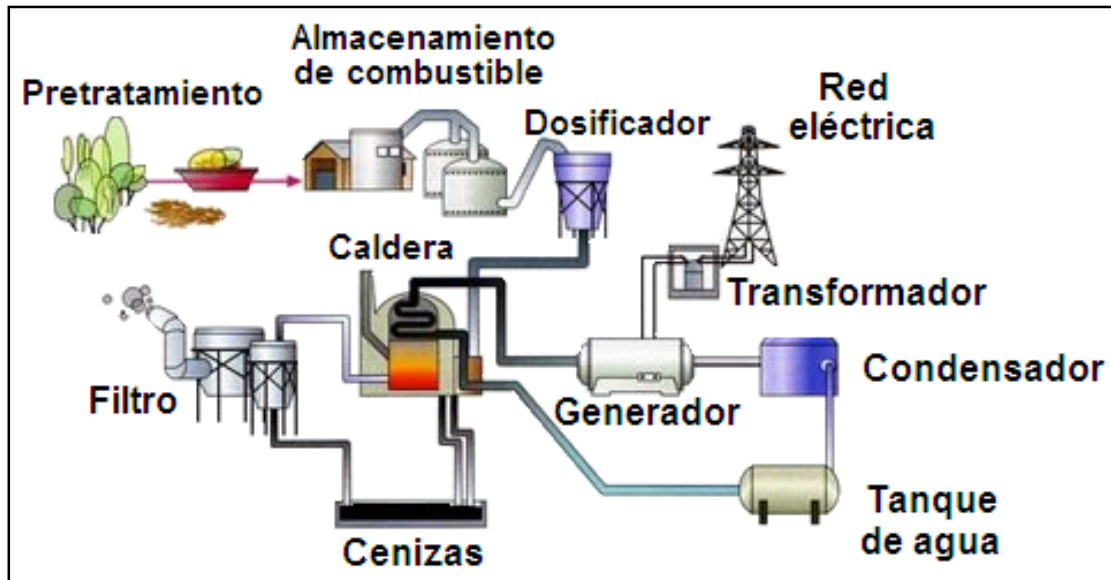 Almacenamiento
de combustible
Pretratamiento
Dosificador
Red
eléctrica
Caldera
Transformador
Filtro
Generador
Condensador
Cenizas
Tanque
de agua